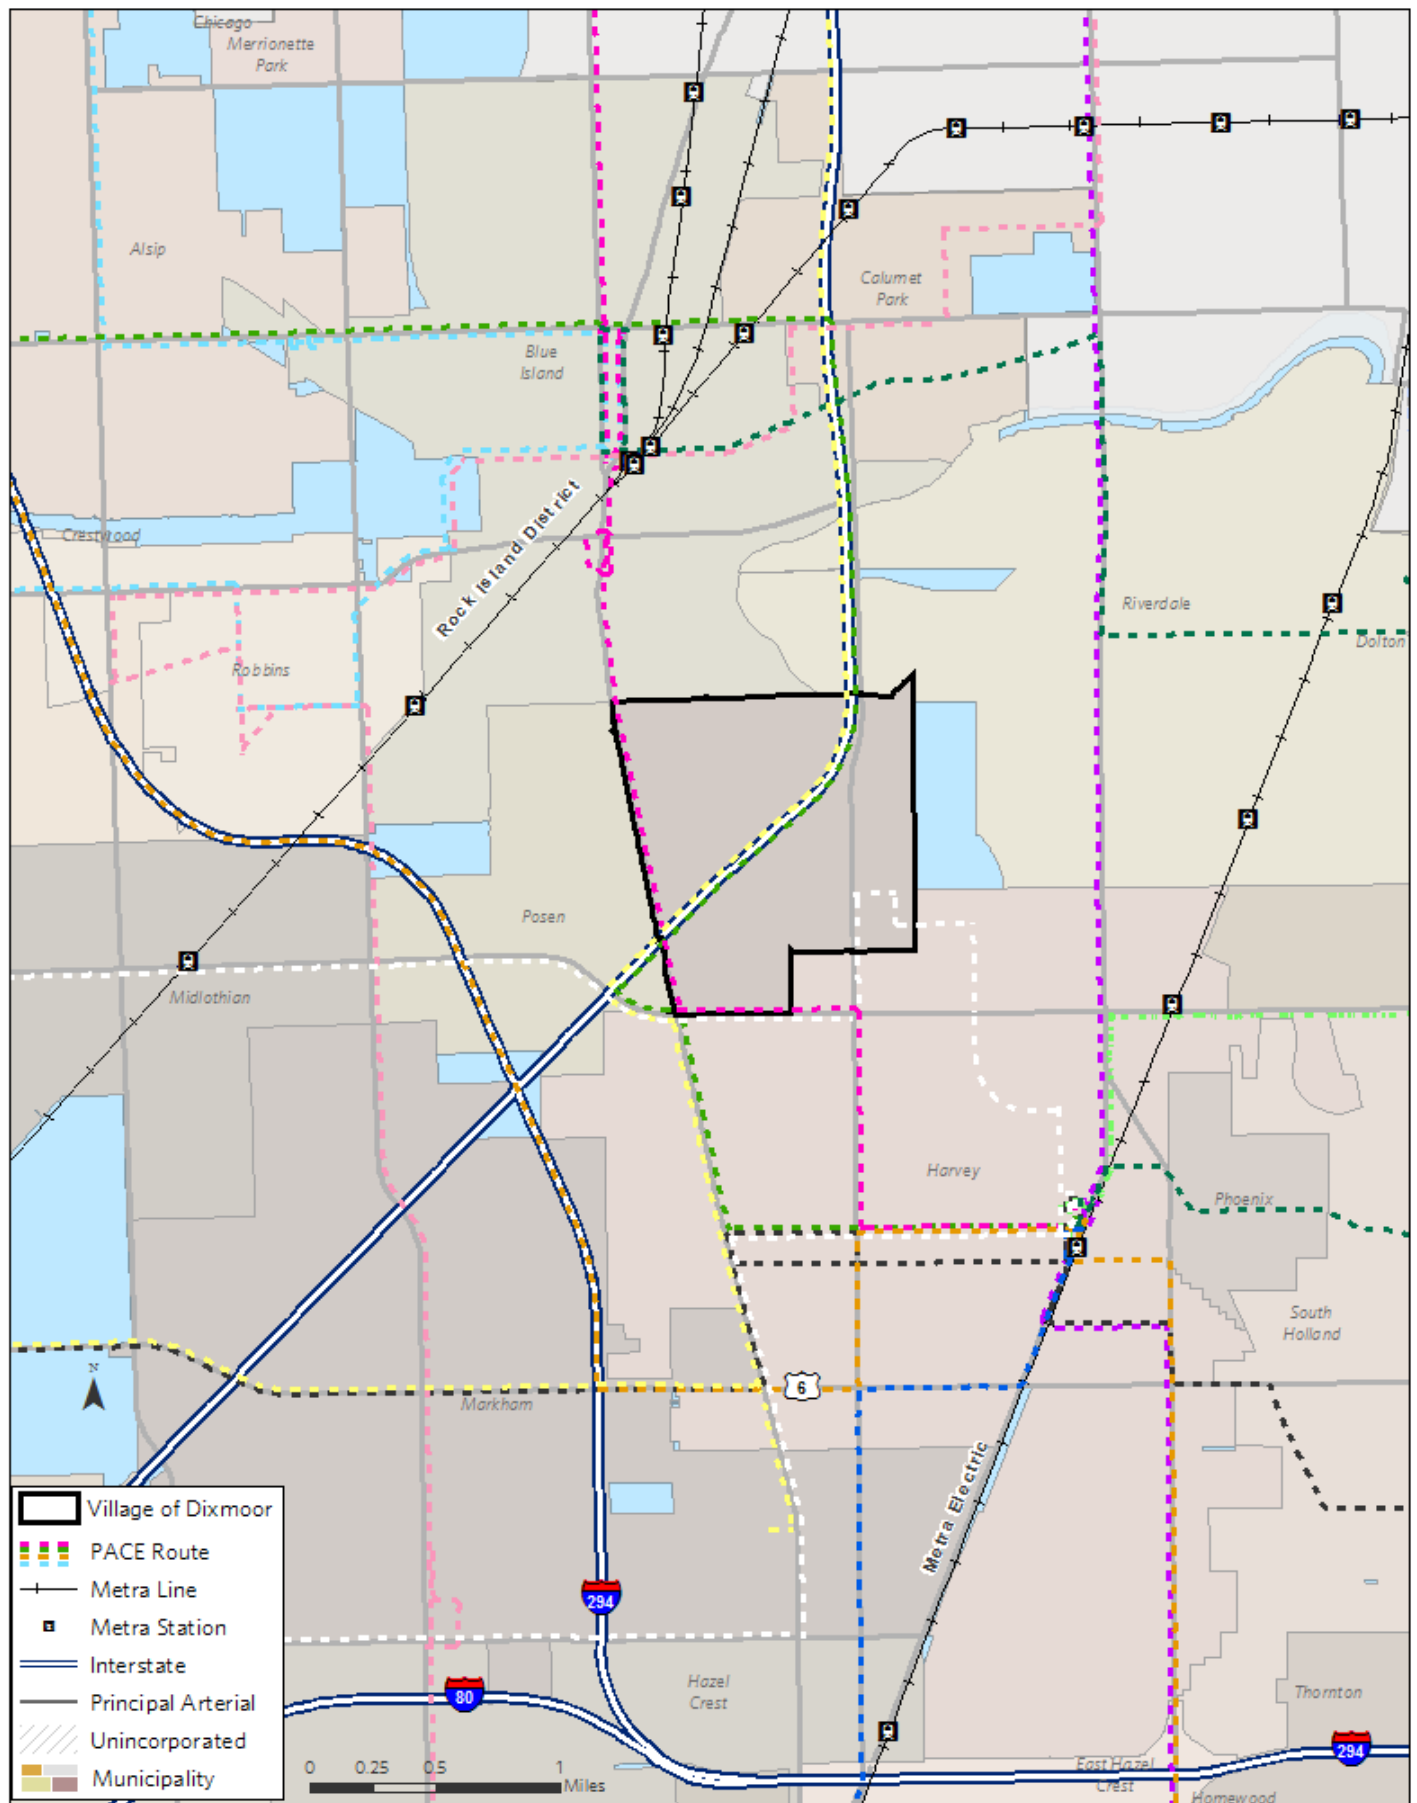 Chicago
Merrionette
Park
Alsip
Calumet
Park
Blue
Island
Rock Island District
Crestwood
Riverdale
Dolton
Robbins
Posen
Midlothian
Harvey
Phoenix
South
Holland
6
Markham
N
Metra Electric
Village of Dixmoor
PACE Route
Metra Line
Metra Station
Interstate
Principal Arterial
Unincorporated
Municipality
294
80
Hazel
Crest
Thornton
294
East Hazel
Crest
Homewood
0 0.25 0.5 1
Miles